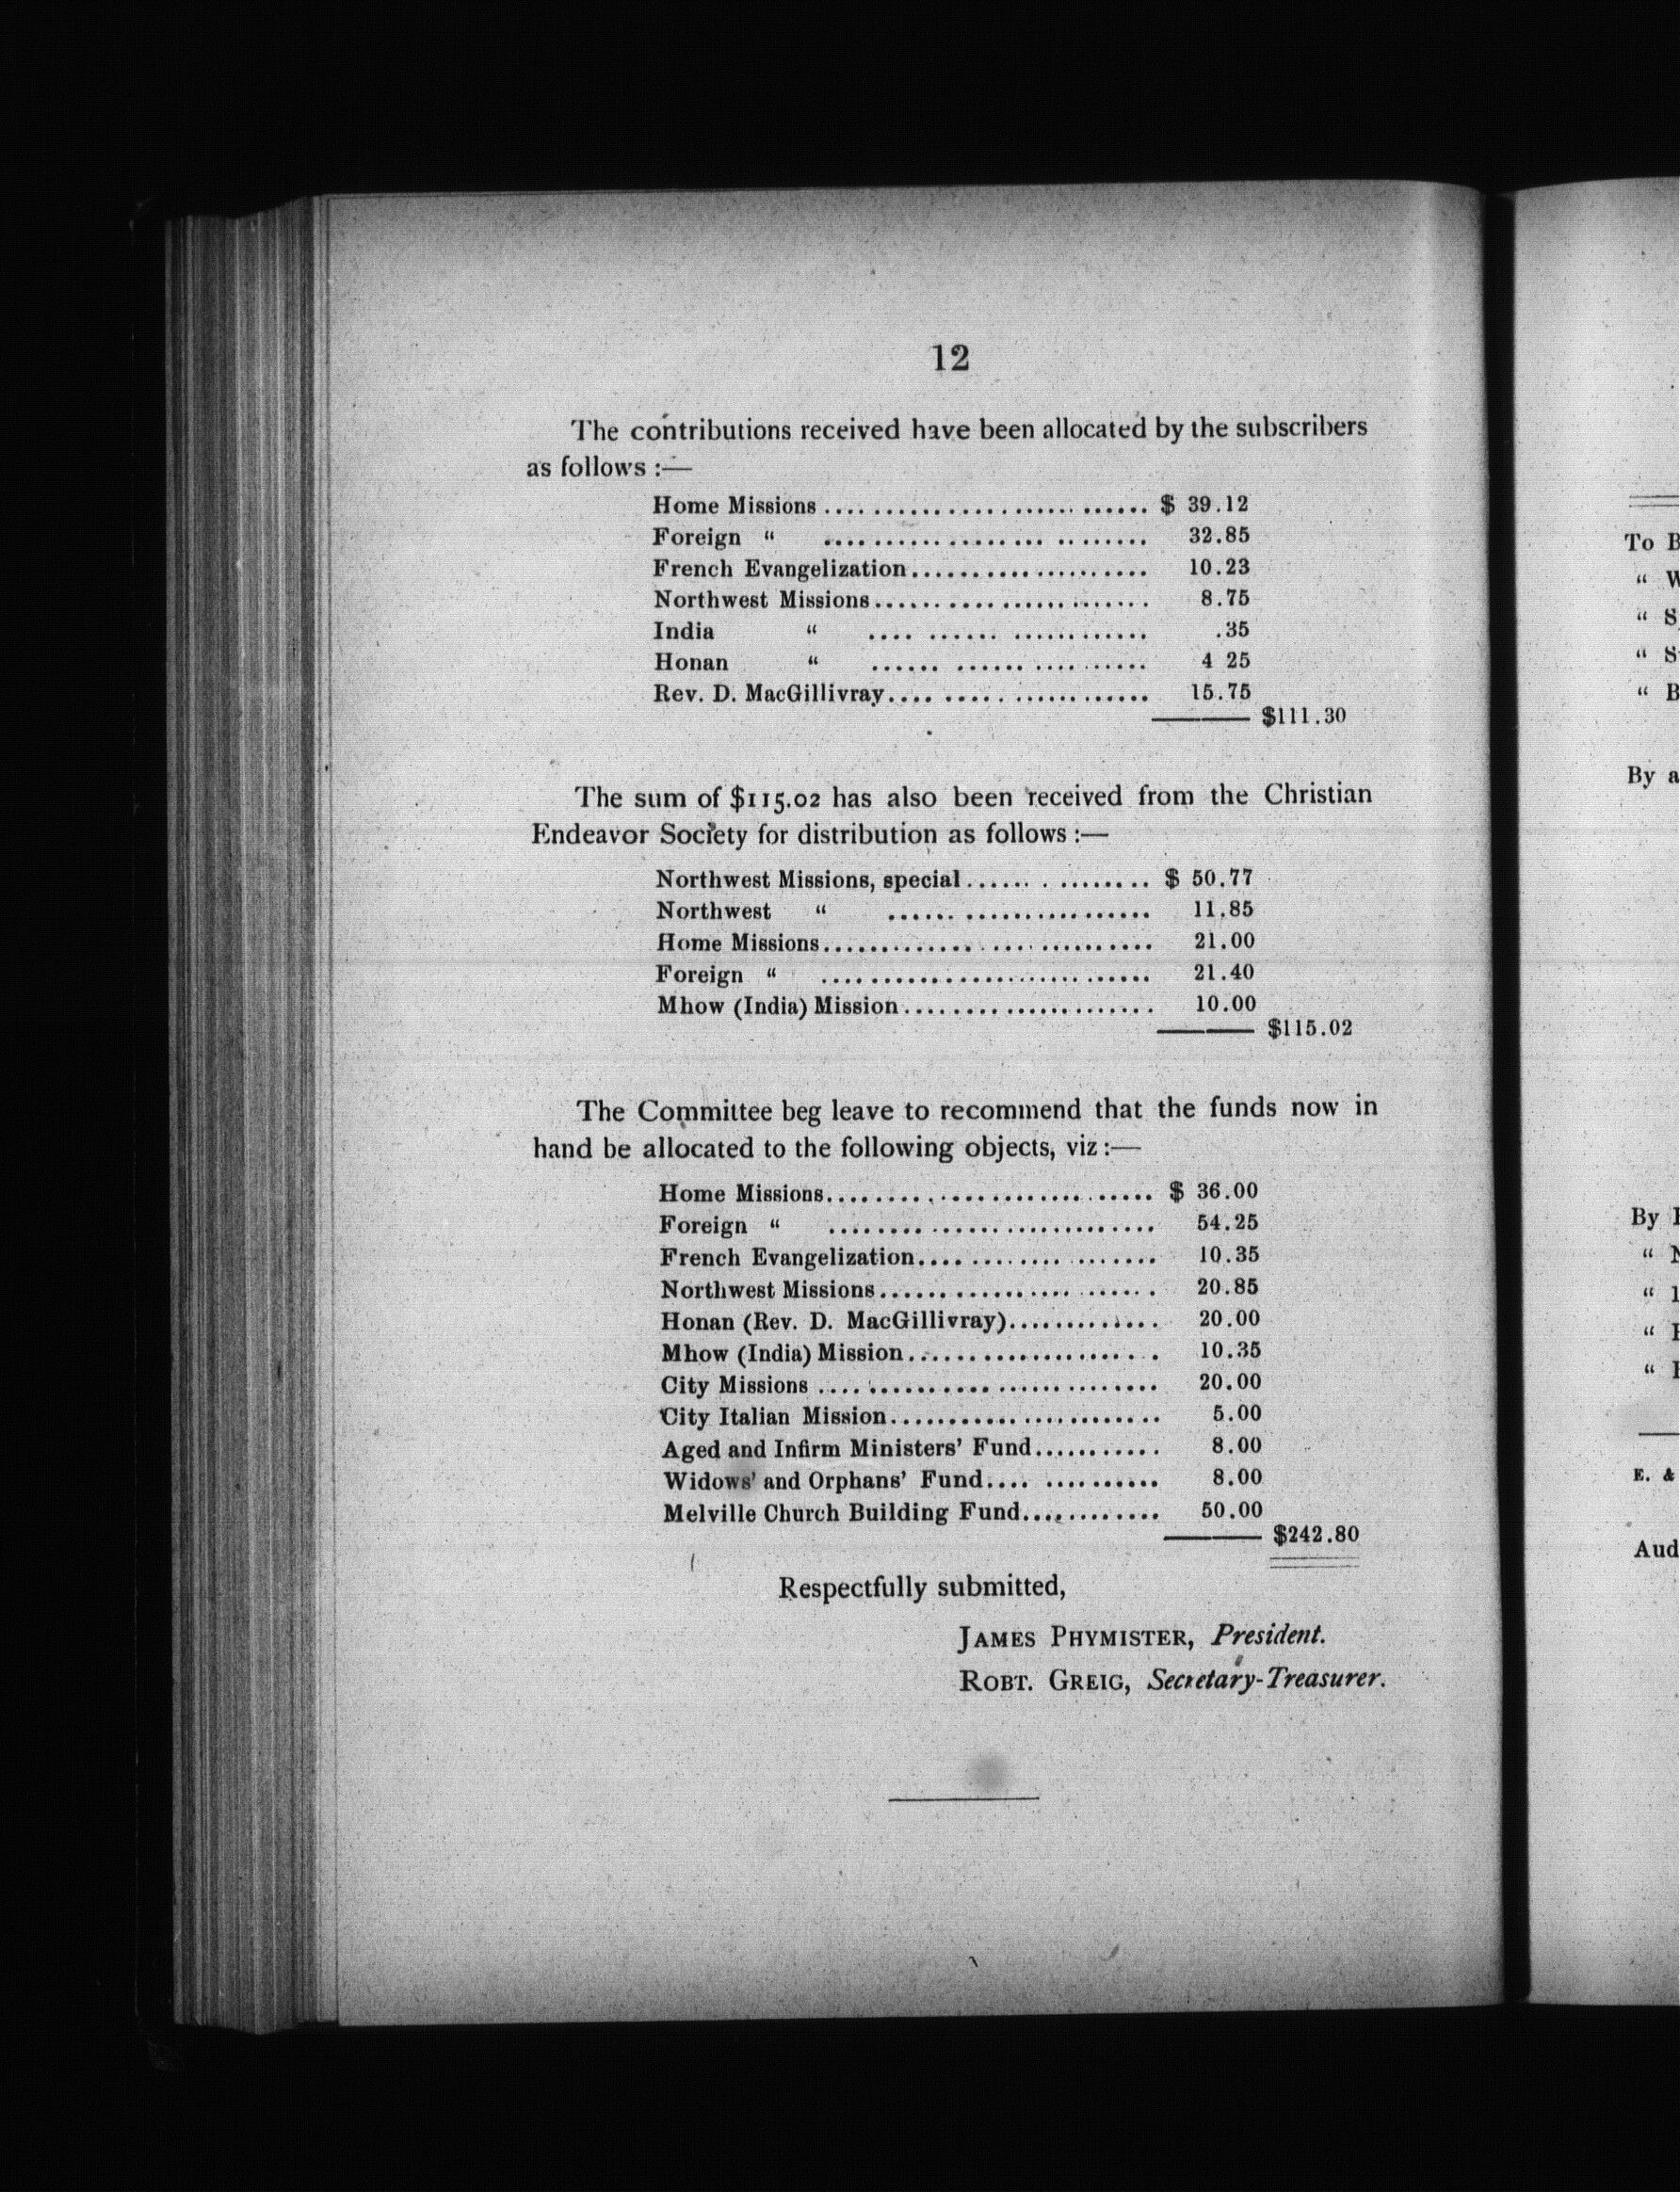 12
The contributions received have been allocated by the subscribers
as follows :—
Home Missions .......................... $ 39.12
Foreign “ .......................... 32.85
French Evangelization................... 10.23
Northwest Missions...................... 8.75
India “ ...................... .35
Honan “ ...................... 4 25
Rev. D. MacGillivray..................... 15.75
$111.30
The sum of $115.02 has also been received from the Christian
Endeavor Society for distribution as follows :—
Northwest Missions, special............... $ 50.77
Northwest “ ..................... 11.85
Home Missions.......................... 21.00
Foreign “ .......................... 21.40
Mhow (India) Mission.................... 10.00
$115.02
The Committee beg leave to recommend that the funds now in
hand be allocated to the following objects, viz :—
Home Missions.......................... $ 36.00
Foreign “ .......................... 54.25
French Evangelization................... 10.35
Northwest Missions...................... 20.85
Honan (Rev. D. MacGillivray)............. 20.00
Mhow (India) Mission.................... 10.35
City Missions ........................... 20.00
City Italian Mission...................... 5.00
Aged and Infirm Ministers’ Fund........... 8.00
Widows’ and Orphans’ Fund.............. 8.00
Melville Church Building Fund............ 50.00
$242.80
Respectfully submitted,
JAMES PHYMISTER, President.
ROBT. GREIG, Secretary-Treasurer.
To
“
“
“
“
By
By
“
“
“
“
E. &